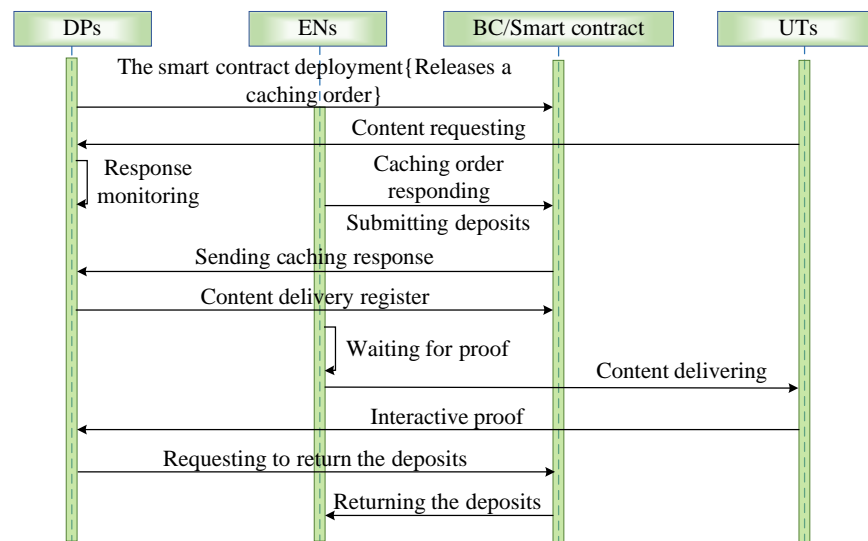 DPs
ENs
BC/Smart contract
UTs
The smart contract deployment{Releases a
caching order}
Content requesting
Response
monitoring
Caching order
responding
Submitting deposits
Sending caching response
Content delivery register
Waiting for proof
Content delivering
Interactive proof
Requesting to return the deposits
Returning the deposits